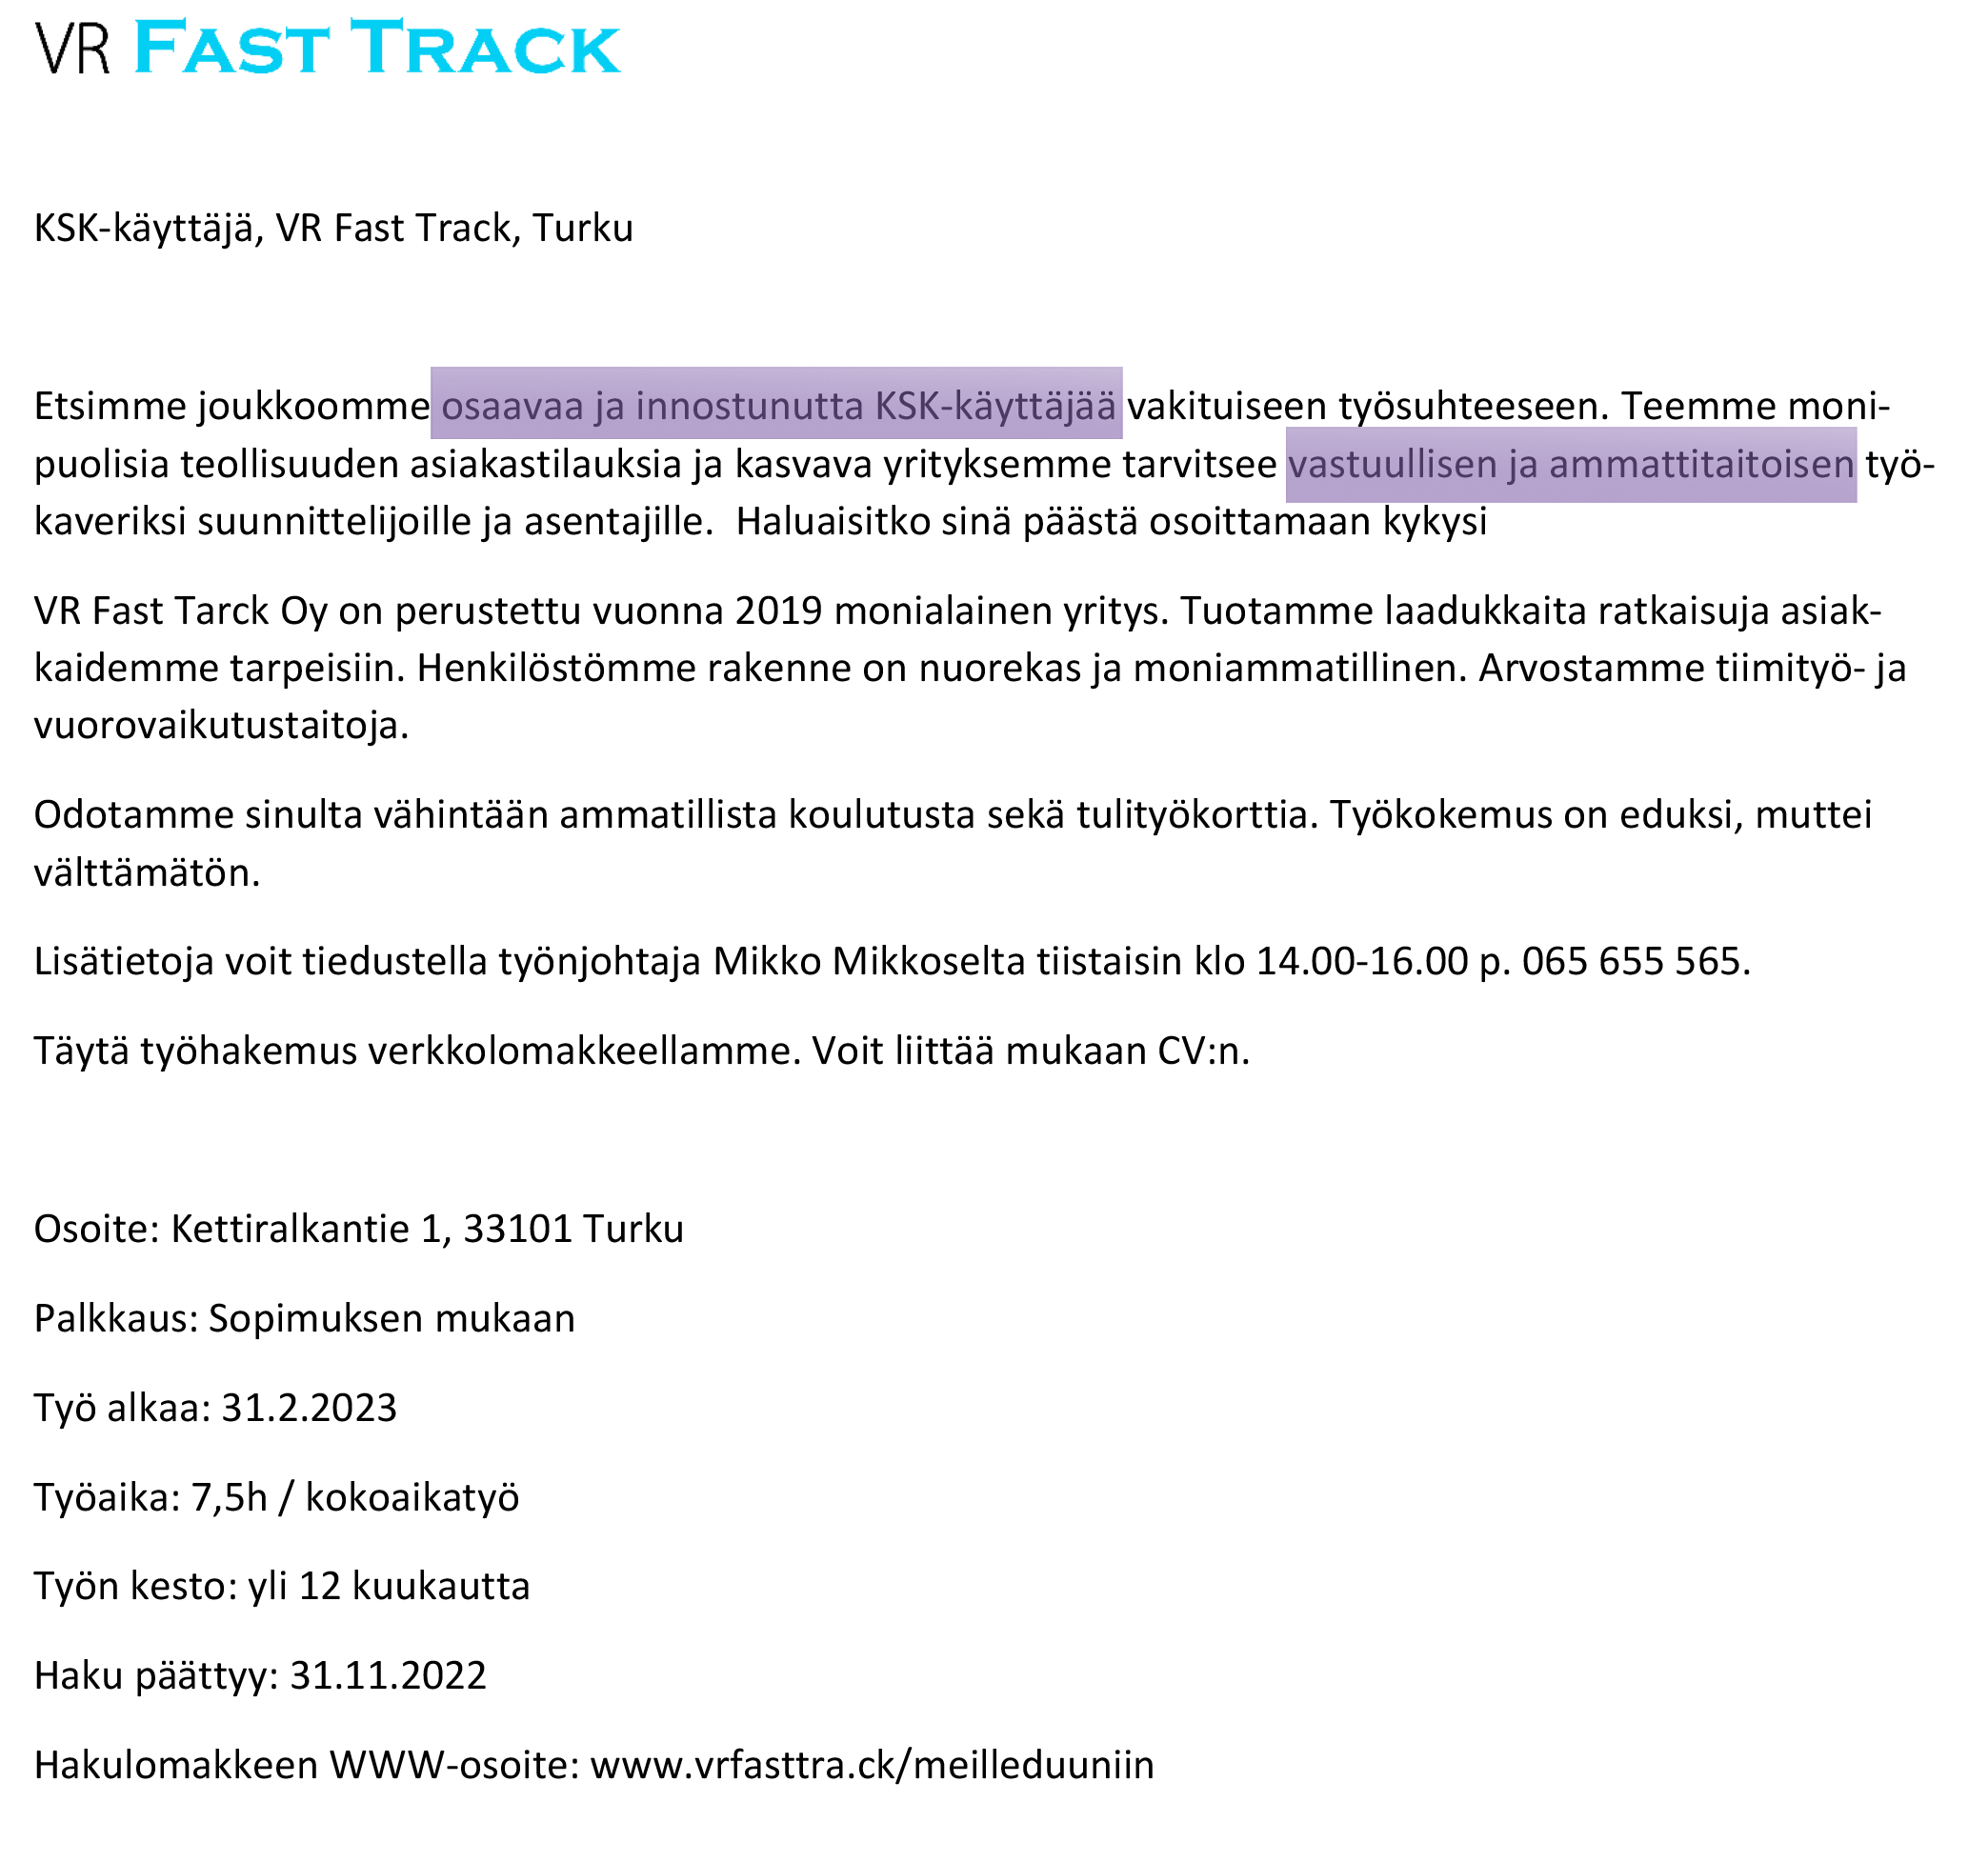 VR FAST TRACK
KSK-käyttäjä, VR Fast Track, Turku
Etsimme joukkoomme osaavaa ja innostunutta KSK-käyttäjää vakituiseen työsuhteeseen. Teemme moni-
puolisia teollisuuden asiakastilauksia ja kasvava yrityksemme tarvitsee vastuullisen ja ammattitaitoisen työ-
kaveriksi suunnittelijoille ja asentajille.  Haluaisitko sinä päästä osoittamaan kykysi
VR Fast Tarck Oy on perustettu vuonna 2019 monialainen yritys. Tuotamme laadukkaita ratkaisuja asiak-
kaidemme tarpeisiin. Henkilöstömme rakenne on nuorekas ja moniammatillinen. Arvostamme tiimityö- ja
vuorovaikutustaitoja.
Odotamme sinulta vähintään ammatillista koulutusta sekä tulityökorttia. Työkokemus on eduksi, muttei
välttämätön.
Lisätietoja voit tiedustella työnjohtaja Mikko Mikkoselta tiistaisin klo 14.00-16.00 p. 065 655 565.
Täytä työhakemus verkkolomakkeellamme. Voit liittää mukaan CV:n.
Osoite: Kettiralkantie 1, 33101 Turku
Palkkaus: Sopimuksen mukaan
Työ alkaa: 31.2.2023
Työaika: 7,5h / kokoaikatyö
Työn kesto: yli 12 kuukautta
Haku päättyy: 31.11.2022
Hakulomakkeen WWW-osoite: www.vrfasttra.ck/meilleduuniin